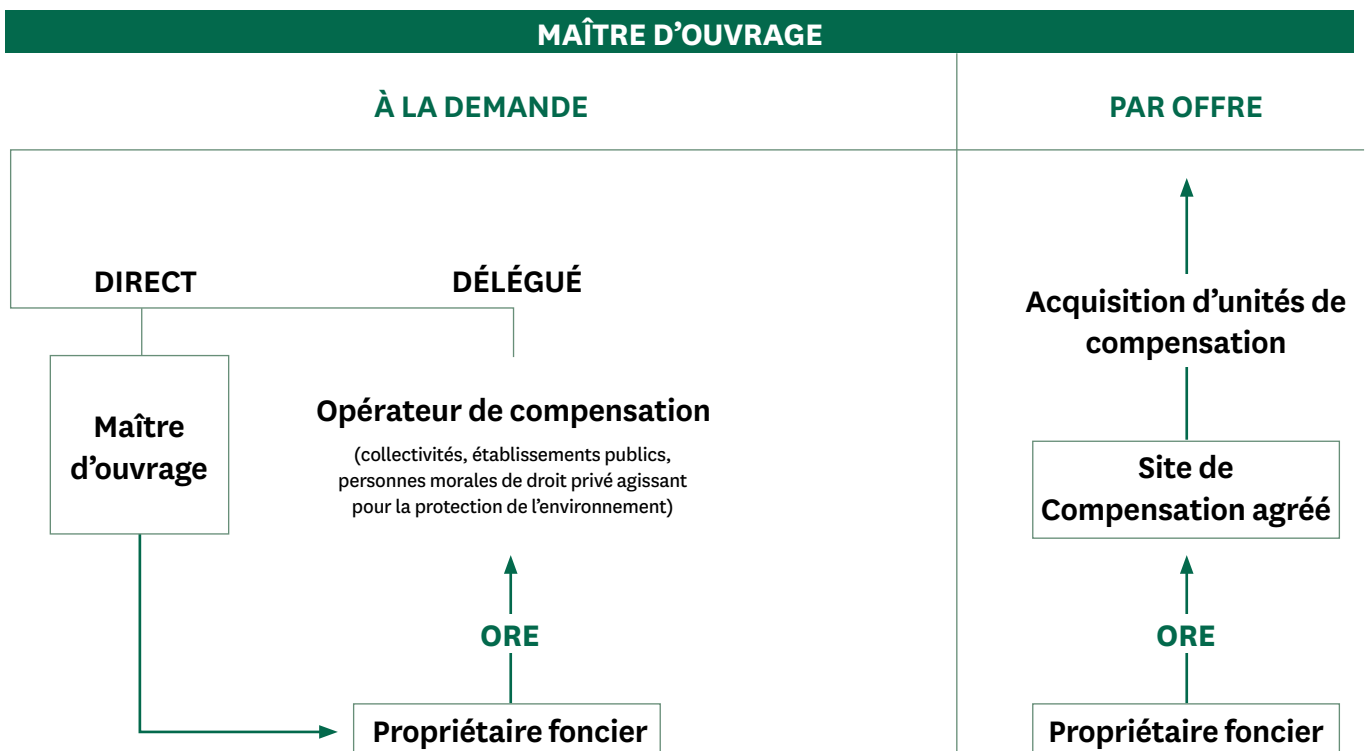 MAÎTRE D’OUVRAGE
À LA DEMANDE
PAR OFFRE
DIRECT
DÉLÉGUÉ
Maître
d’ouvrage
Opérateur de compensation
(collectivités, établissements publics,
personnes morales de droit privé agissant
pour la protection de l’environnement)
ORE
Propriétaire foncier
Acquisition d’unités de
compensation
Site de
Compensation agréé
ORE
Propriétaire foncier